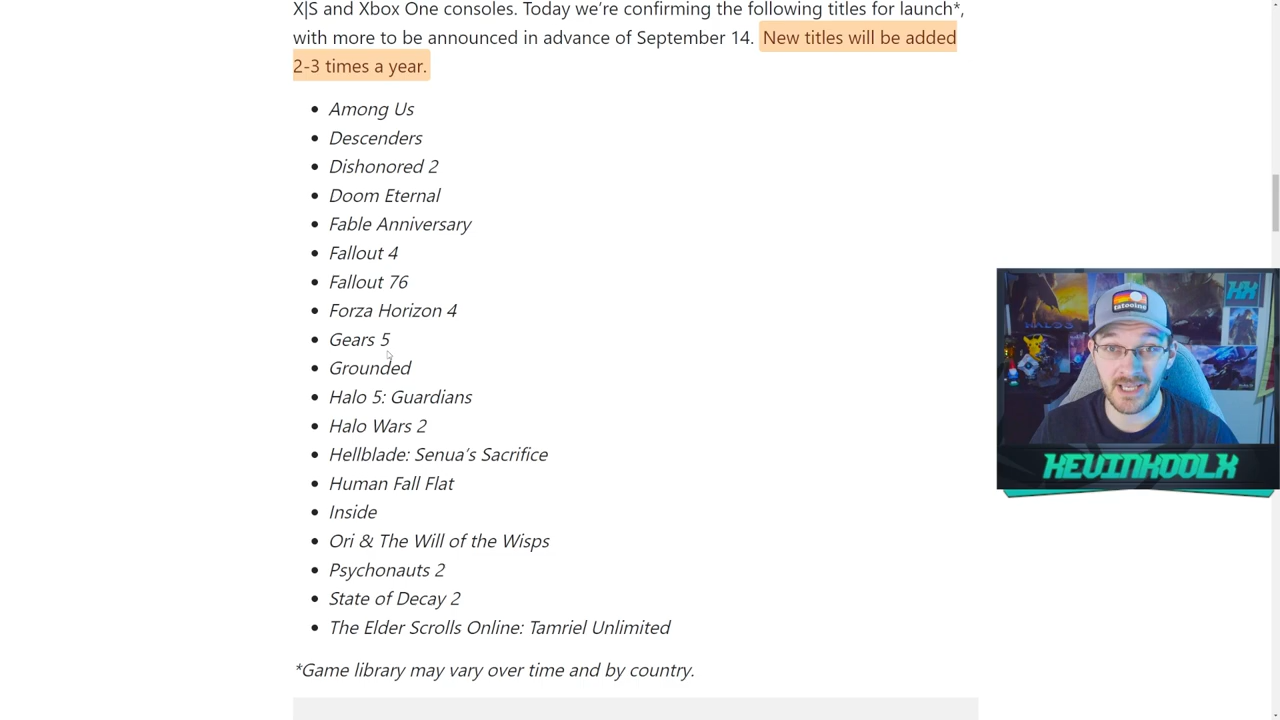 X|S and Xbox One consoles. Today we’re confirming the following titles for launch*,
with more to be announced in advance of September 14. New titles will be added
2-3 times a year.
• Among Us
• Descenders
• Dishonored 2
• Doom Eternal
• Fable Anniversary
• Fallout 4
• Fallout 76
• Forza Horizon 4
• Gears 5
• Grounded
• Halo 5: Guardians
• Halo Wars 2
• Hellblade: Senua’s Sacrifice
• Human Fall Flat
• Inside
• Ori & The Will of the Wisps
• Psychonauts 2
• State of Decay 2
• The Elder Scrolls Online: Tamriel Unlimited
*Game library may vary over time and by country.
HALO 5
KX
tatooine
KEVINKOOLX